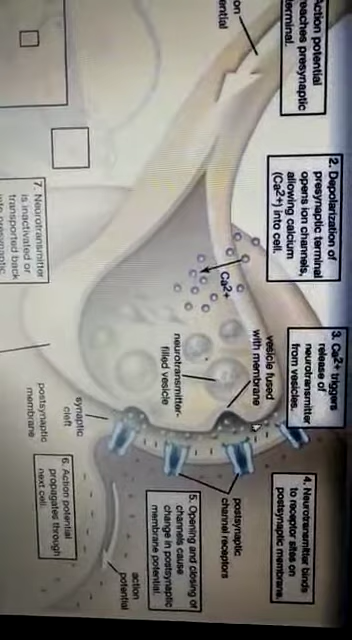 Action potential
reaches presynaptic
terminal.
2. Depolarization of
presynaptic terminal
opens ion channels,
allowing calcium
(Ca2+) into cell.
3. Ca2+ triggers
release of
neurotransmitter
from vesicles.
4. Neurotransmitter binds
to receptor sites on
postsynaptic membrane.
5. Opening and closing of
channels cause
change in postsynaptic
membrane potential.
6. Action potential
propagates through
next cell.
7. Neurotransmitter
is inactivated or
transported back
into presynaptic
Ca2+
vesicle fused
with membrane
neurotransmitter-
filled vesicle
synaptic
cleft
postsynaptic
membrane
postsynaptic
channel receptors
action
potential
on
ential